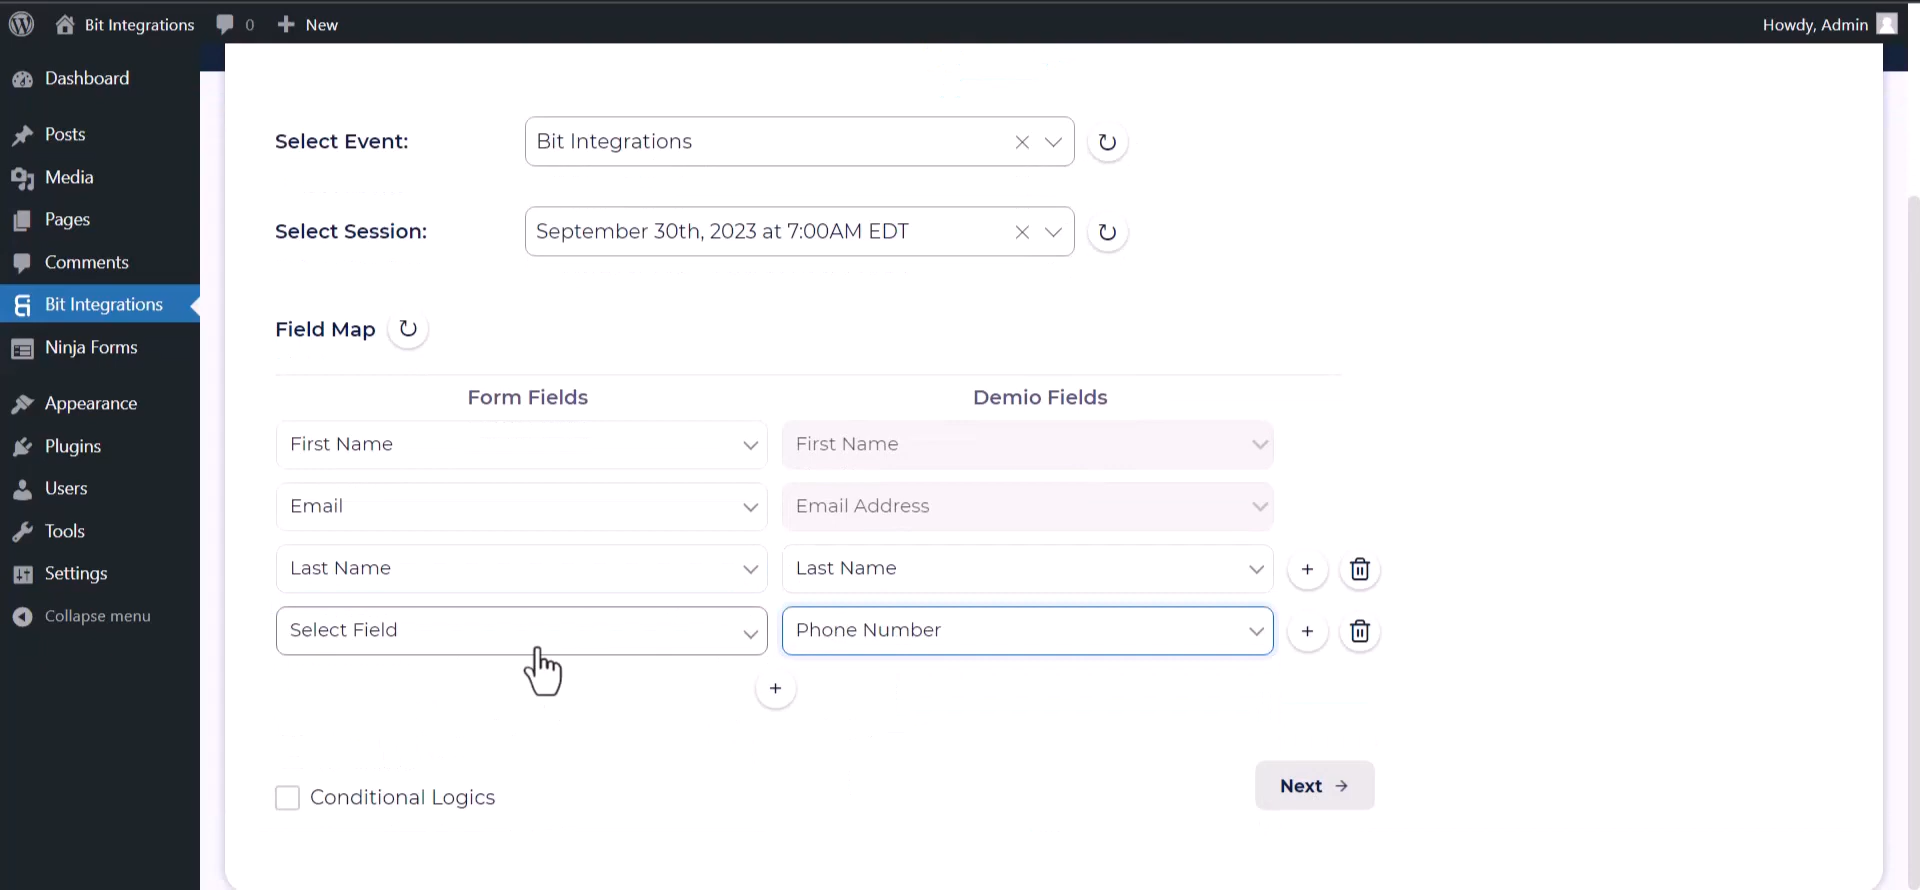 Bit Integrations 0 New Howdy, Admin
Dashboard
Posts
Media
Pages
Comments
Bit Integrations
Ninja Forms
Appearance
Plugins
Users
Tools
Settings
Collapse menu
Select Event: Bit Integrations
Select Session: September 30th, 2023 at 7:00AM EDT
Field Map
Form Fields Demio Fields
First Name First Name
Email Email Address
Last Name Last Name
Select Field Phone Number
Conditional Logics
Next